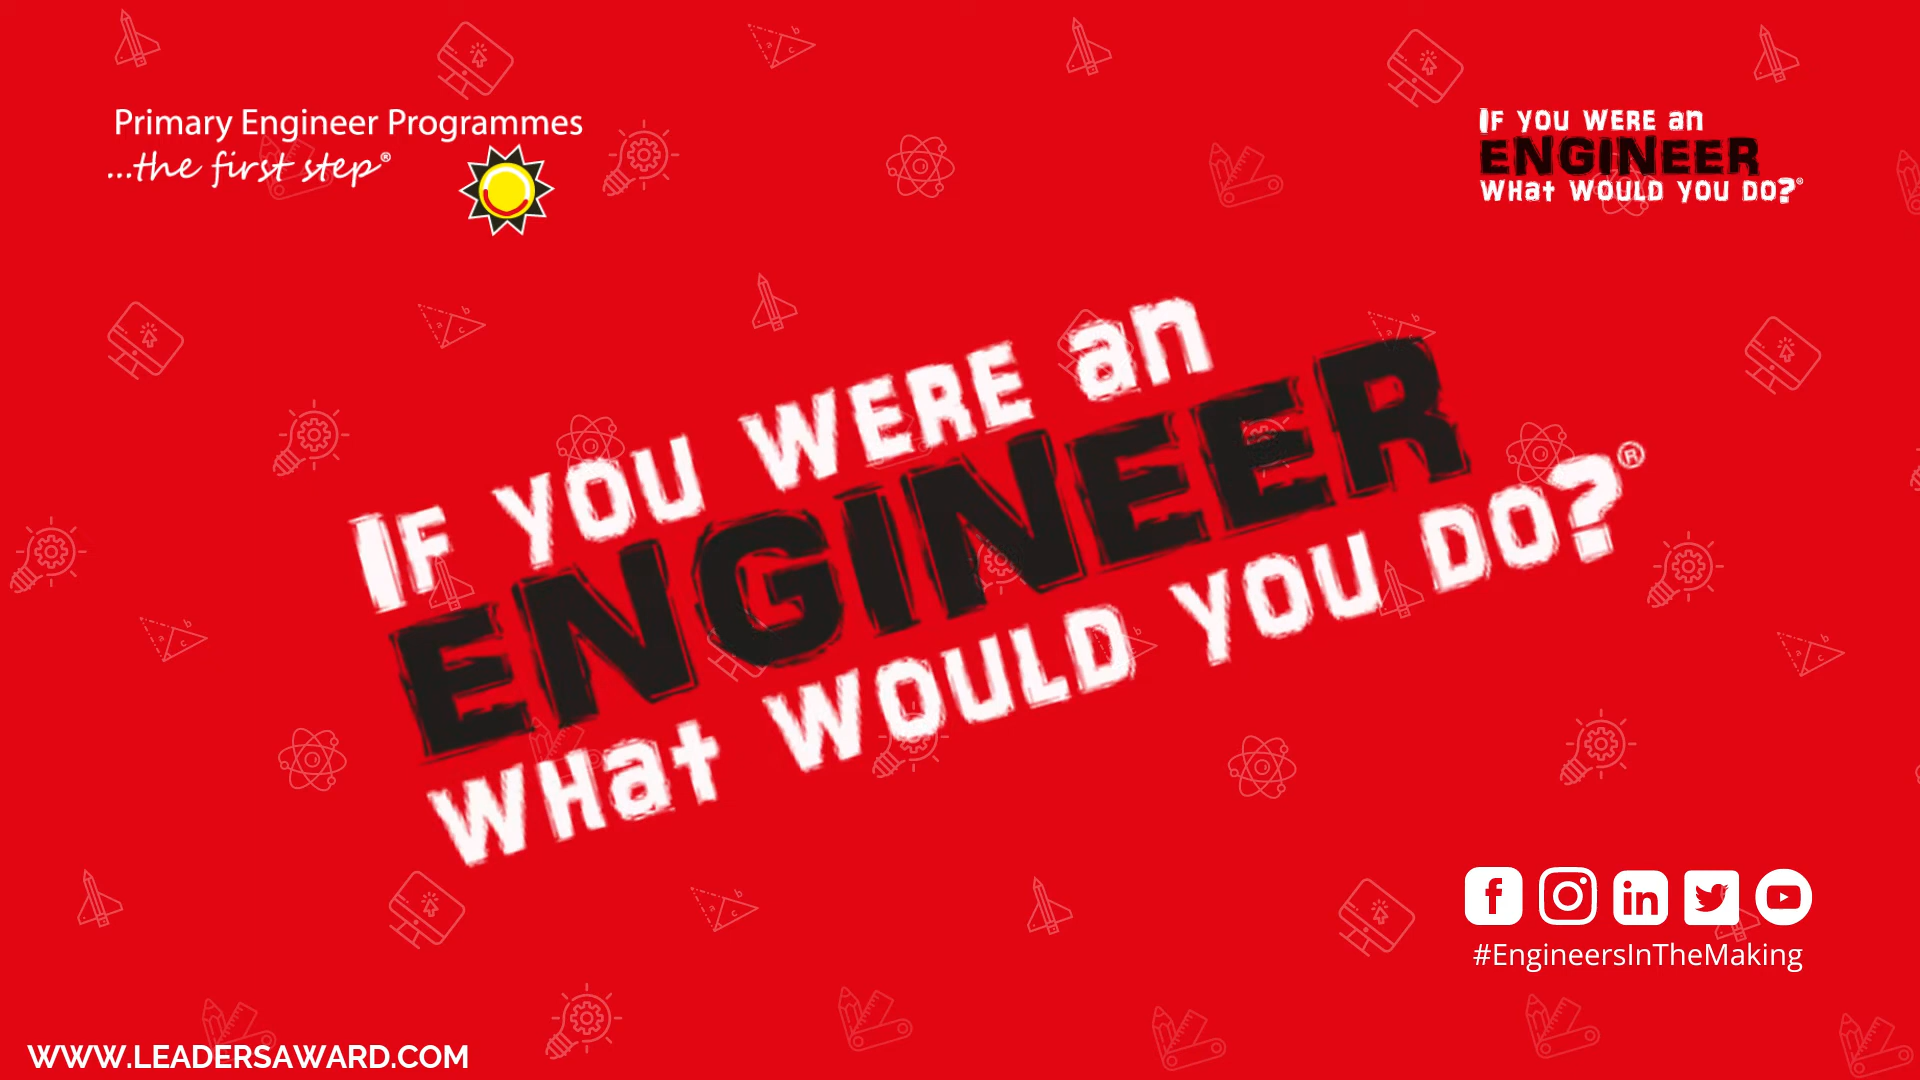 Primary Engineer Programmes
...the first step®
IF YOU WERE an
ENGINEER
WHat WOULD YOU DO?®
IF YOU WERE an
ENGINEER
WHat WOULD YOU DO?®
#EngineersInTheMaking
WWW.LEADERSAWARD.COM